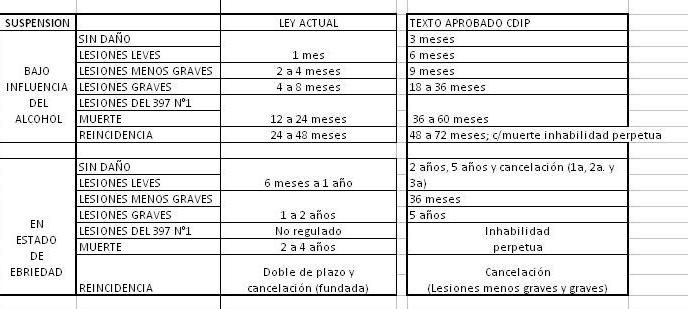 SUSPENSION LEY ACTUAL TEXTO APROBADO CDIP
BAJO INFLUENCIA DEL ALCOHOL
SIN DAÑO 3 meses
LESIONES LEVES 1 mes 6 meses
LESIONES MENOS GRAVES 2 a 4 meses 9 meses
LESIONES GRAVES 4 a 8 meses 18 a 36 meses
LESIONES DEL 397 Nº1
MUERTE 12 a 24 meses 36 a 60 meses
REINCIDENCIA 24 a 48 meses 48 a 72 meses; c/muerte inhabilidad perpetua
EN ESTADO DE EBRIEDAD
SIN DAÑO 2 años, 5 años y cancelación (1a, 2a. y
LESIONES LEVES 6 meses a 1 año 3a)
LESIONES MENOS GRAVES 36 meses
LESIONES GRAVES 1 a 2 años 5 años
LESIONES DEL 397 Nº1 No regulado Inhabilidad
MUERTE 2 a 4 años perpetua
Doble de plazo y Cancelación
REINCIDENCIA cancelación (fundada) (Lesiones menos graves y graves)